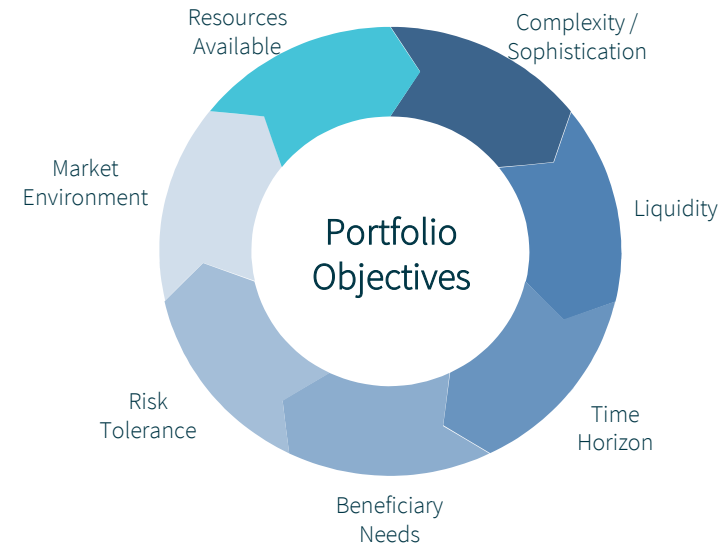 Resources
Available
Complexity /
Sophistication
Market
Environment
Liquidity
Portfolio
Objectives
Risk
Tolerance
Time
Horizon
Beneficiary
Needs